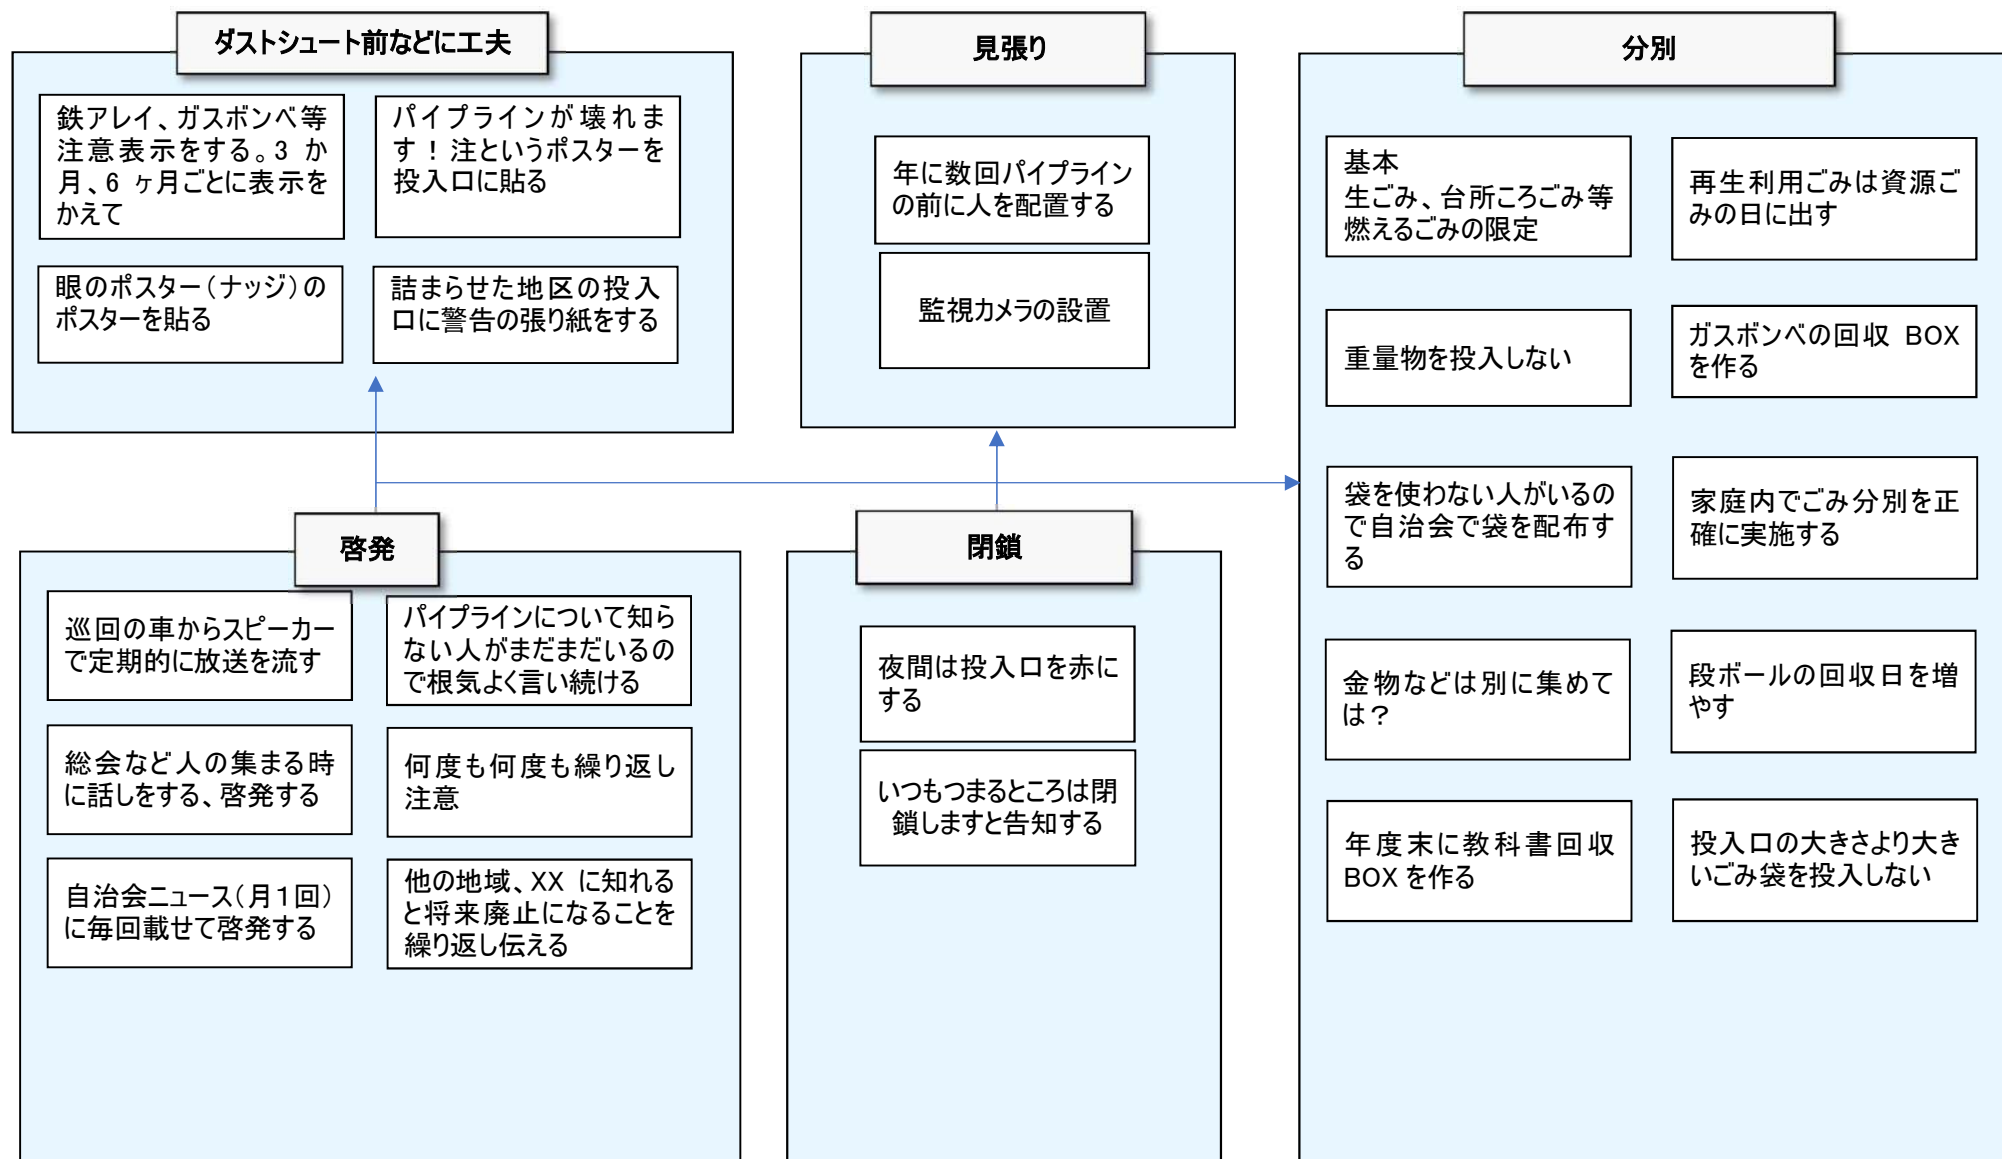 ダストシュート前などに工夫
鉄アレイ、ガスボンベ等
注意表示をする。3 か
月、6 ヶ月ごとに表示を
かえて
パイプラインが壊れま
す！注というポスターを
投入口に貼る
眼のポスター（ナッジ）の
ポスターを貼る
詰まらせた地区の投入
口に警告の張り紙をする
見張り
年に数回パイプライン
の前に人を配置する
監視カメラの設置
分別
基本
生ごみ、台所ころごみ等
燃えるごみの限定
再生利用ごみは資源ご
みの日に出す
重量物を投入しない
ガスボンベの回収 BOX
を作る
袋を使わない人がいるの
で自治会で袋を配布す
る
家庭内でごみ分別を正
確に実施する
金物などは別に集めて
は？
段ボールの回収日を増
やす
年度末に教科書回収
BOX を作る
投入口の大きさより大き
いごみ袋を投入しない
啓発
巡回の車からスピーカー
で定期的に放送を流す
パイプラインについて知ら
ない人がまだまだいるの
で根気よく言い続ける
総会など人の集まる時
に話しをする、啓発する
何度も何度も繰り返し
注意
自治会ニュース（月１回）
に毎回載せて啓発する
他の地域、XX に知れる
と将来廃止になることを
繰り返し伝える
閉鎖
夜間は投入口を赤に
する
いつもつまるところは閉
鎖しますと告知する